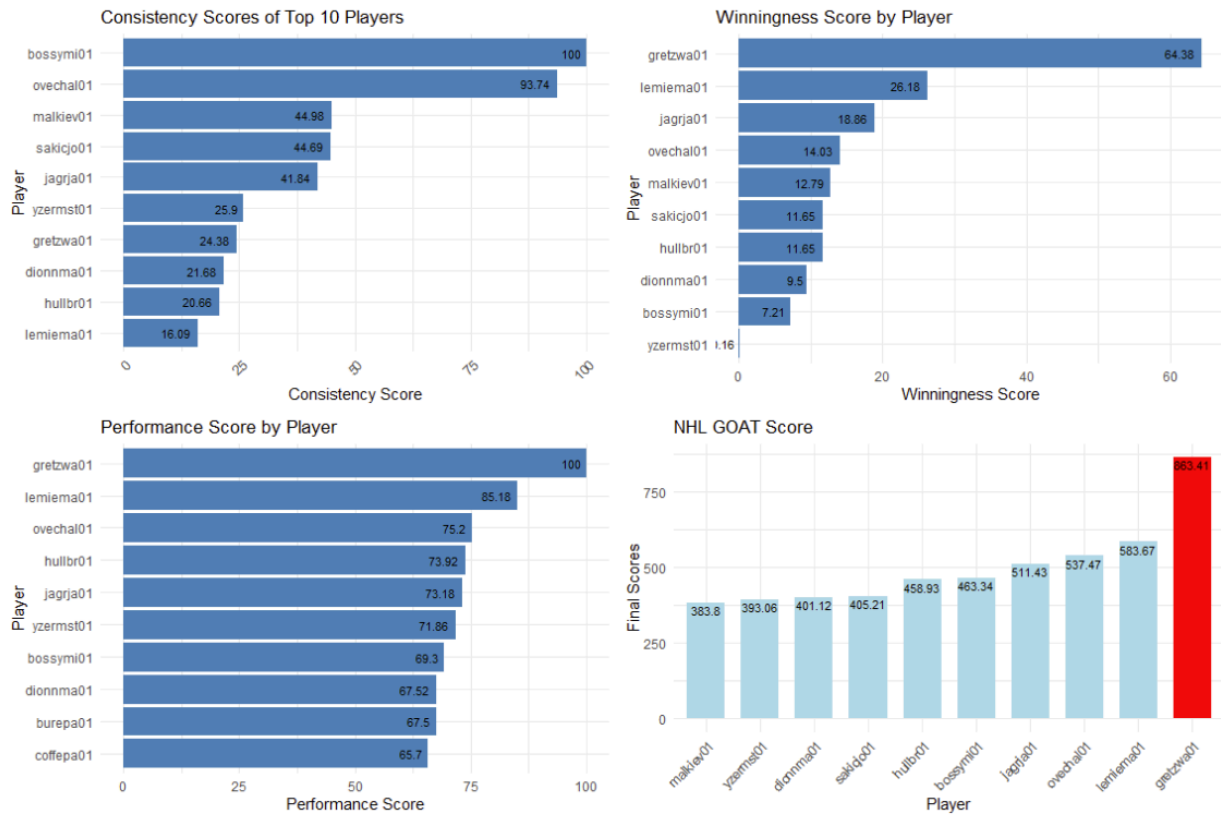 Consistency Scores of Top 10 Players
Player
bossymi01 100
ovechal01 93.74
malkiev01 44.98
sakicjo01 44.69
jagrja01 41.84
yzermst01 25.9
gretzwa01 24.38
dionnma01 21.68
hullbr01 20.66
lemiema01 16.09
0 25 50 75 100
Consistency Score
Winningness Score by Player
Player
gretzwa01 64.38
lemiema01 26.18
jagrja01 18.86
ovechal01 14.03
malkiev01 12.79
sakicjo01 11.65
hullbr01 11.65
dionnma01 9.5
bossymi01 7.21
yzermst01 .16
0 20 40 60
Winningness Score
Performance Score by Player
Player
gretzwa01 100
lemiema01 85.18
ovechal01 75.2
hullbr01 73.92
jagrja01 73.18
yzermst01 71.86
bossymi01 69.3
dionnma01 67.52
burepa01 67.5
coffepa01 65.7
0 25 50 75 100
Performance Score
NHL GOAT Score
Final Scores
750
500
250
0
383.8 393.06 401.12 405.21 458.93 463.34 511.43 537.47 583.67 863.41
malkiev01 yzermst01 dionnma01 sakicjo01 hullbr01 bossymi01 jagrja01 ovechal01 lemiema01 gretzwa01
Player